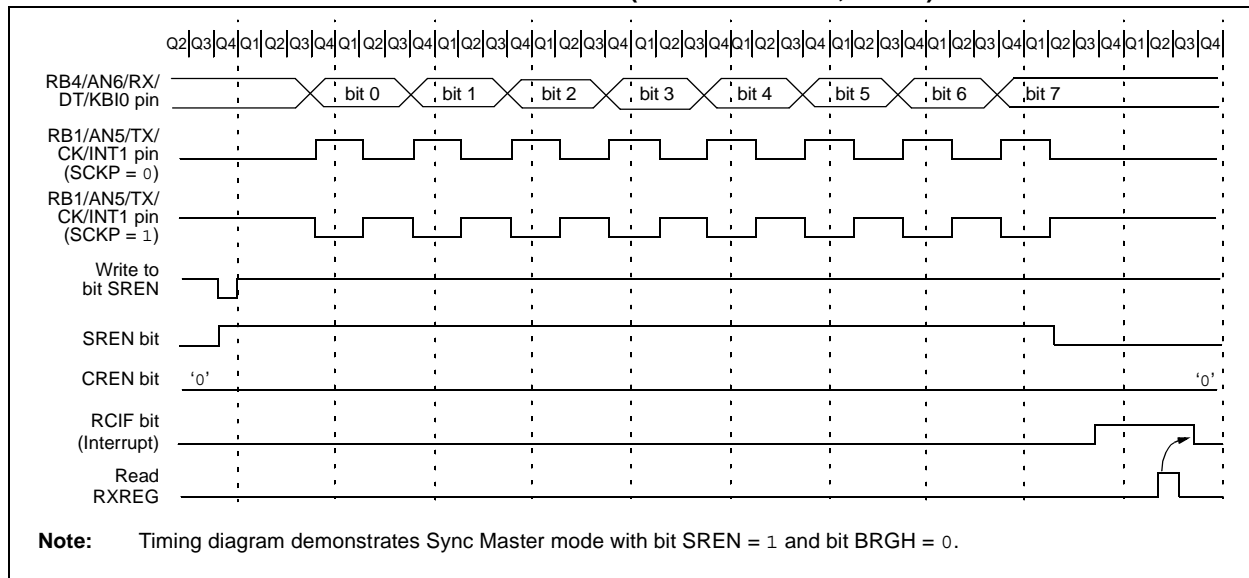 Q2 Q3 Q4 Q1 Q2 Q3 Q4 Q1 Q2 Q3 Q4 Q1 Q2 Q3 Q4 Q1 Q2 Q3 Q4 Q1 Q2 Q3 Q4 Q1 Q2 Q3 Q4 Q1 Q2 Q3 Q4 Q1 Q2 Q3 Q4 Q1 Q2 Q3 Q4 Q1 Q2 Q3 Q4
RB4/AN6/RX/
DT/KBI0 pin
bit 0 bit 1 bit 2 bit 3 bit 4 bit 5 bit 6 bit 7
RB1/AN5/TX/
CK/INT1 pin
(SCKP = 0)
RB1/AN5/TX/
CK/INT1 pin
(SCKP = 1)
Write to
bit SREN
SREN bit
CREN bit ‘0’ ‘0’
RCIF bit
(Interrupt)
Read
RXREG
Note: Timing diagram demonstrates Sync Master mode with bit SREN = 1 and bit BRGH = 0.